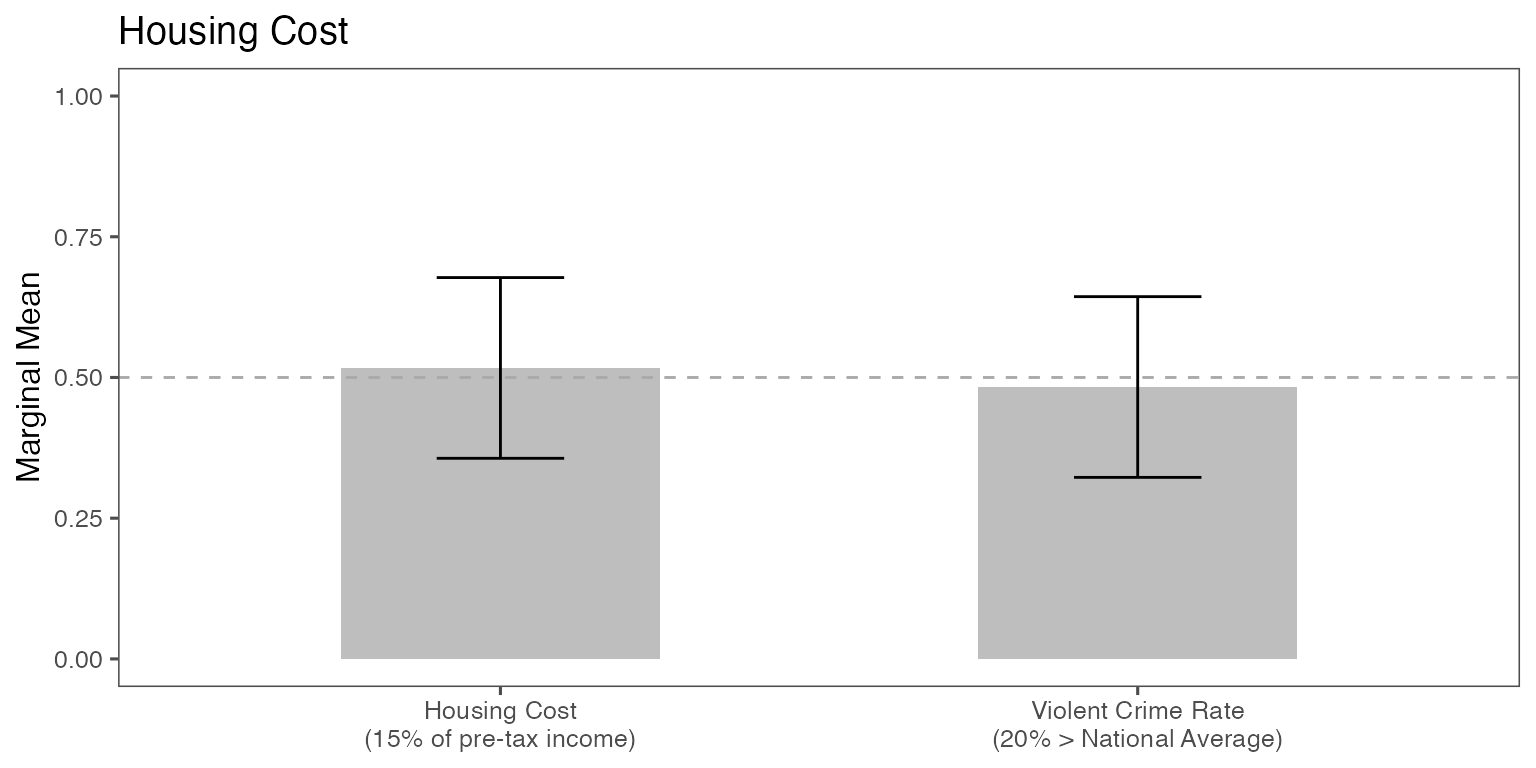 Housing Cost
1.00
0.75
0.50
0.25
0.00
Marginal Mean
Housing Cost
(15% of pre-tax income)
Violent Crime Rate
(20% > National Average)